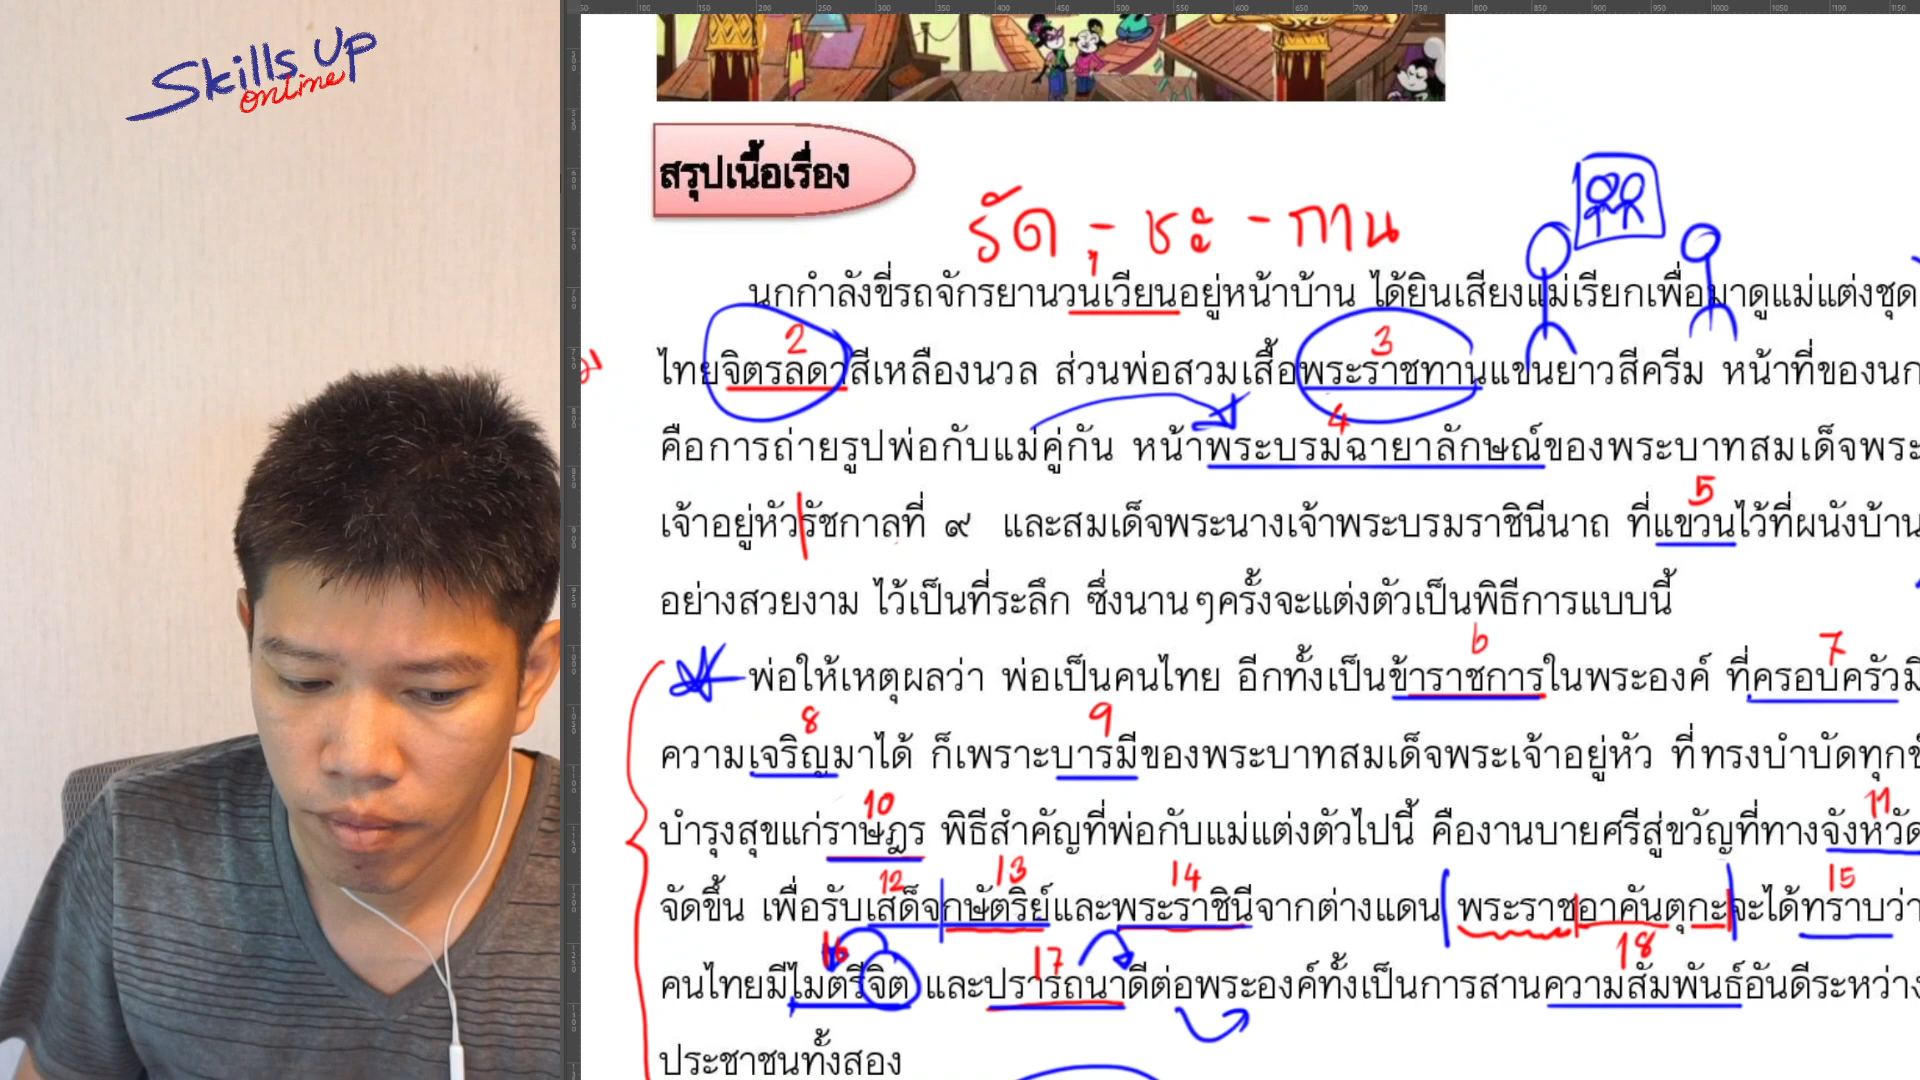 Skills Up
online
สรุปเนื้อเรื่อง
รัด - ชะ - กาน
นกกำลังขี่รถจักรยานวนเวียนอยู่หน้าบ้าน ได้ยินเสียงแม่เรียกเพื่อมาดูแม่แต่งชุด
2 3
ไทยจิตรลดาสีเหลืองนวล ส่วนพ่อสวมเสื้อพระราชทานแขนยาวสีครีม หน้าที่ของนก
4
คือการถ่ายรูปพ่อกับแม่คู่กัน หน้าพระบรมฉายาลักษณ์ของพระบาทสมเด็จพระ
5
เจ้าอยู่หัวรัชกาลที่ ๙ และสมเด็จพระนางเจ้าพระบรมราชินีนาถ ที่แขวนไว้ที่ผนังบ้าน
อย่างสวยงาม ไว้เป็นที่ระลึก ซึ่งนานๆครั้งจะแต่งตัวเป็นพิธีการแบบนี้
6 7
พ่อให้เหตุผลว่า พ่อเป็นคนไทย อีกทั้งเป็นข้าราชการในพระองค์ ที่ครอบครัวมี
8 9
ความเจริญมาได้ ก็เพราะบารมีของพระบาทสมเด็จพระเจ้าอยู่หัว ที่ทรงบำบัดทุกข์
10 11
บำรุงสุขแก่ราษฎร พิธีสำคัญที่พ่อกับแม่แต่งตัวไปนี้ คืองานบายศรีสู่ขวัญที่ทางจังหวัด
12 13 14 15
จัดขึ้น เพื่อรับเสด็จกษัตริย์และพระราชินีจากต่างแดน พระราชอาคันตุกะจะได้ทราบว่า
16 17 18
คนไทยมีไมตรีจิต และปรารถนาดีต่อพระองค์ทั้งเป็นการสานความสัมพันธ์อันดีระหว่าง
ประชาชนทั้งสอง